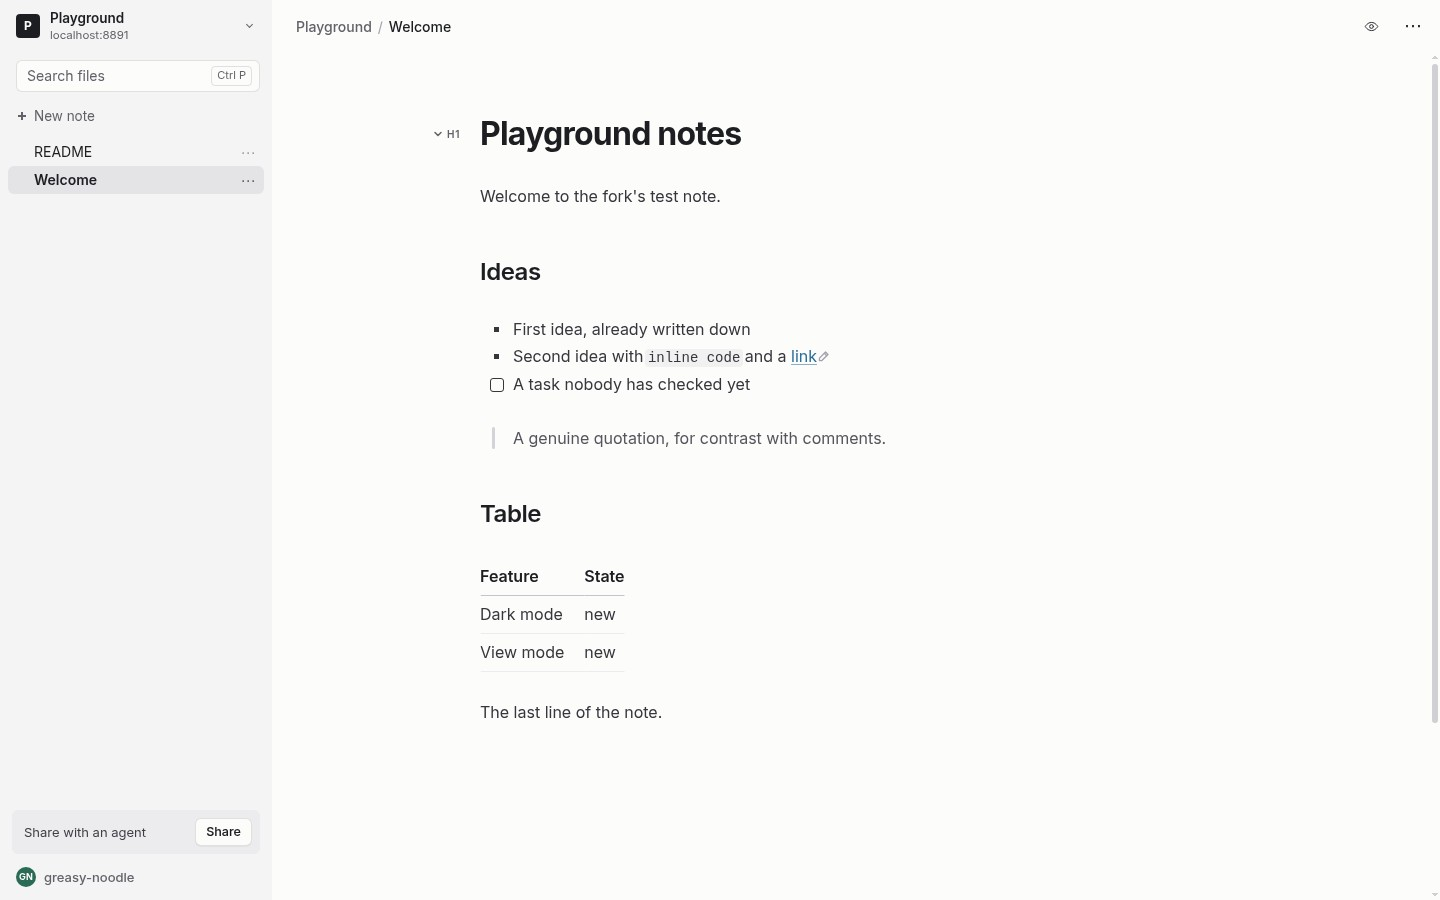 P
Playground
localhost:8891
Search files
Ctrl P
+ New note
README
Welcome
Share with an agent
Share
GN
greasy-noodle
Playground / Welcome
H1
Playground notes
Welcome to the fork's test note.
Ideas
First idea, already written down
Second idea with inline code and a link
A task nobody has checked yet
A genuine quotation, for contrast with comments.
Table
Feature State
Dark mode new
View mode new
The last line of the note.